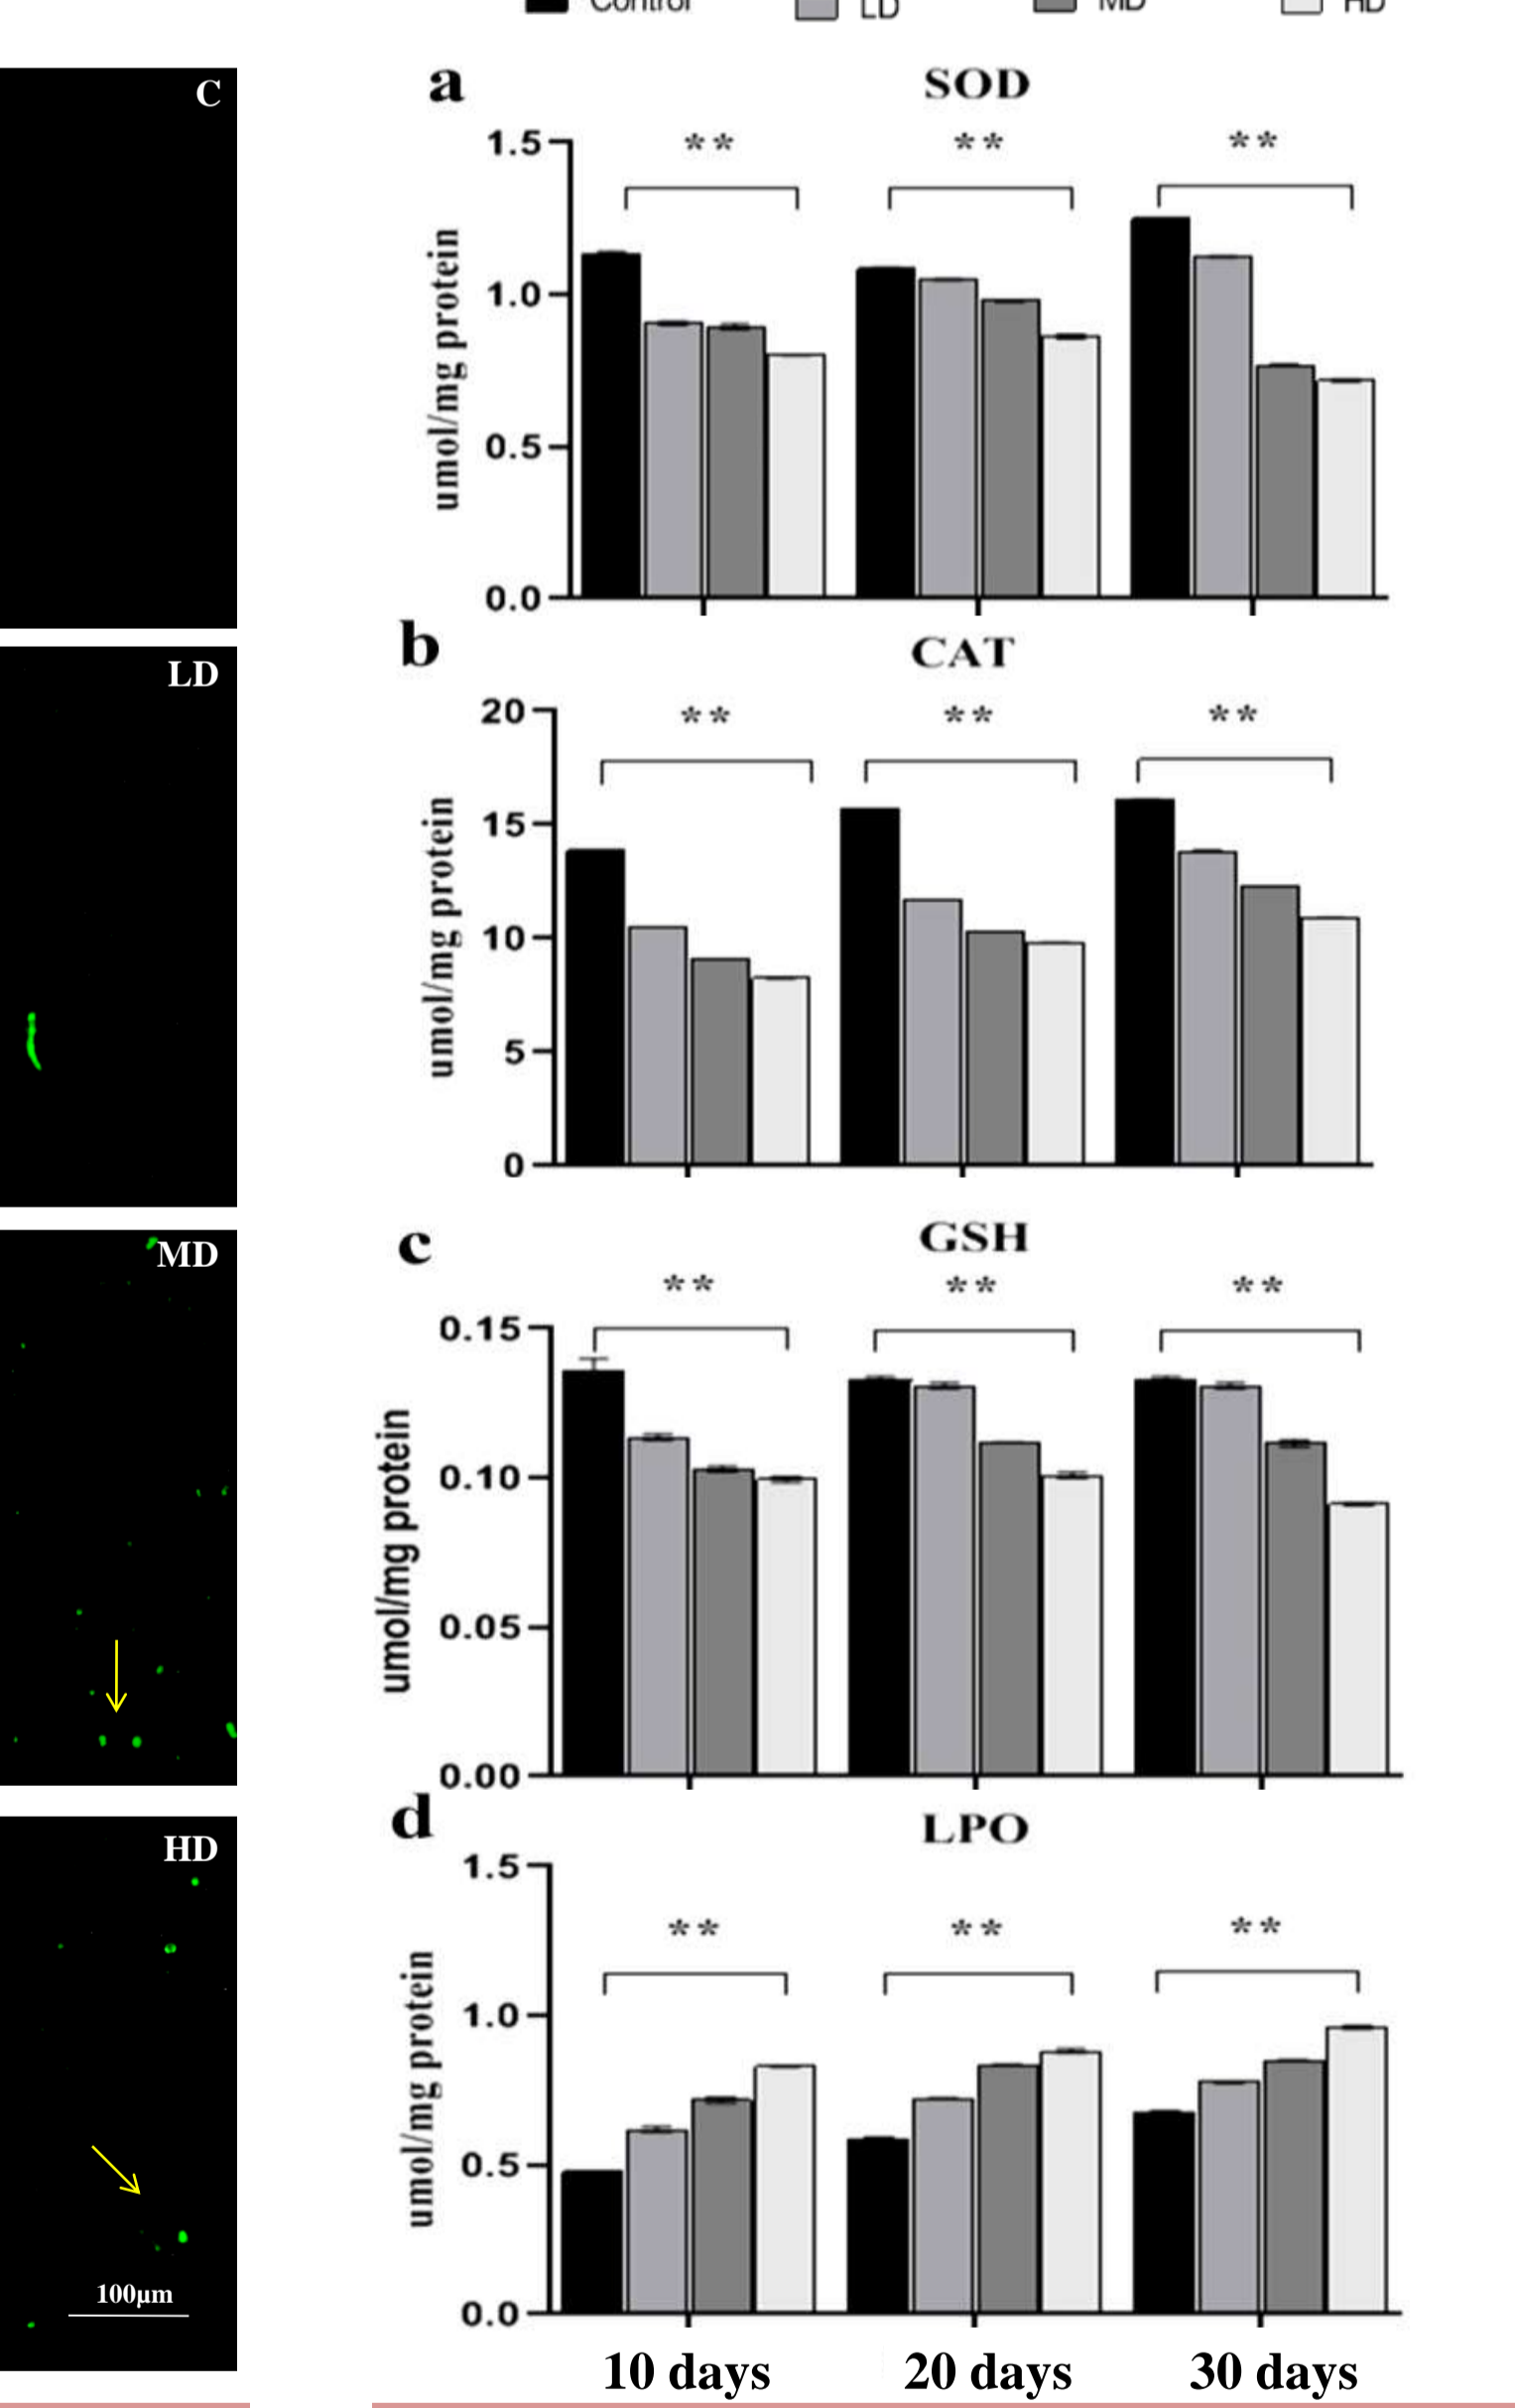 Control LD MD HD
C
LD
MD
HD
100µm
a SOD
** ** **
1.5
1.0
0.5
0.0
umol/mg protein
b CAT
** ** **
20
15
10
5
0
umol/mg protein
c GSH
** ** **
0.15
0.10
0.05
0.00
umol/mg protein
d LPO
** ** **
1.5
1.0
0.5
0.0
umol/mg protein
10 days 20 days 30 days